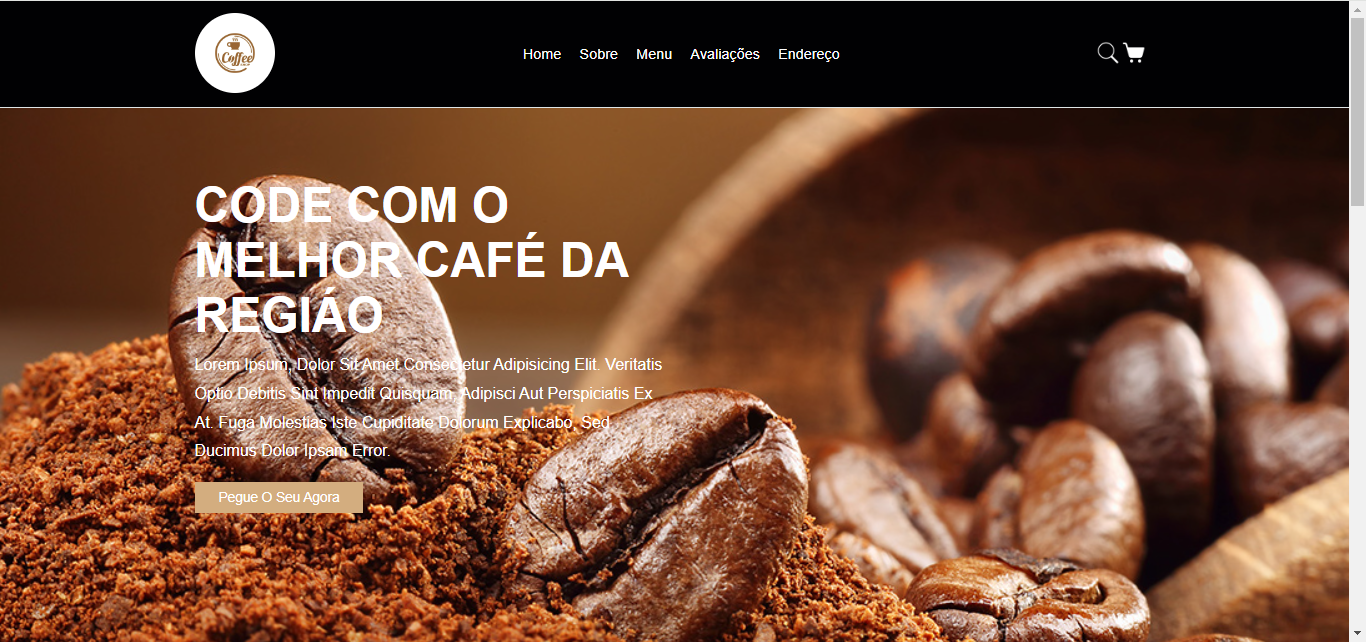 Coffee
Home Sobre Menu Avaliações Endereço
CODE COM O
MELHOR CAFÉ DA
REGIÁO
Lorem Ipsum, Dolor Sit Amet Consectetur Adipisicing Elit. Veritatis
Optio Debitis Sint Impedit Quisquam, Adipisci Aut Perspiciatis Ex
At. Fuga Molestias Iste Cupiditate Dolorum Explicabo, Sed
Ducimus Dolor Ipsam Error.
Pegue O Seu Agora